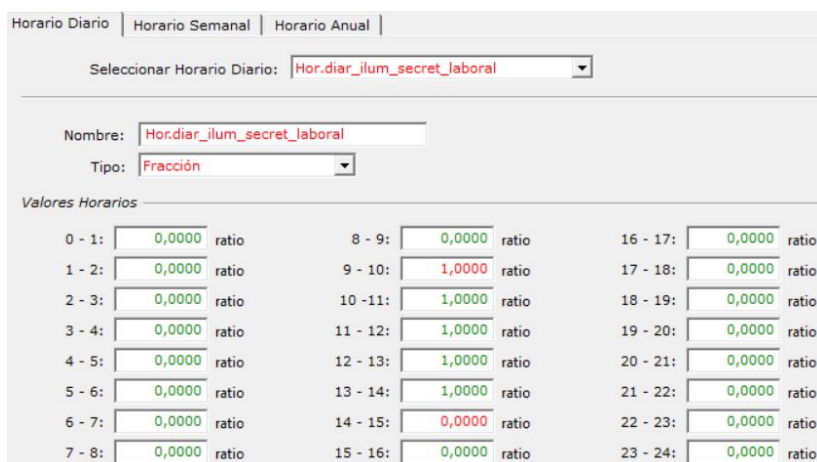 Horario Diario Horario Semanal Horario Anual
Seleccionar Horario Diario: Hor.diar_ilum_secret_laboral
Nombre: Hor.diar_ilum_secret_laboral
Tipo: Fracción
Valores Horarios
0 - 1: 0,0000 ratio 8 - 9: 0,0000 ratio 16 - 17: 0,0000 ratio
1 - 2: 0,0000 ratio 9 - 10: 1,0000 ratio 17 - 18: 0,0000 ratio
2 - 3: 0,0000 ratio 10 -11: 1,0000 ratio 18 - 19: 0,0000 ratio
3 - 4: 0,0000 ratio 11 - 12: 1,0000 ratio 19 - 20: 0,0000 ratio
4 - 5: 0,0000 ratio 12 - 13: 1,0000 ratio 20 - 21: 0,0000 ratio
5 - 6: 0,0000 ratio 13 - 14: 1,0000 ratio 21 - 22: 0,0000 ratio
6 - 7: 0,0000 ratio 14 - 15: 0,0000 ratio 22 - 23: 0,0000 ratio
7 - 8: 0,0000 ratio 15 - 16: 0,0000 ratio 23 - 24: 0,0000 ratio